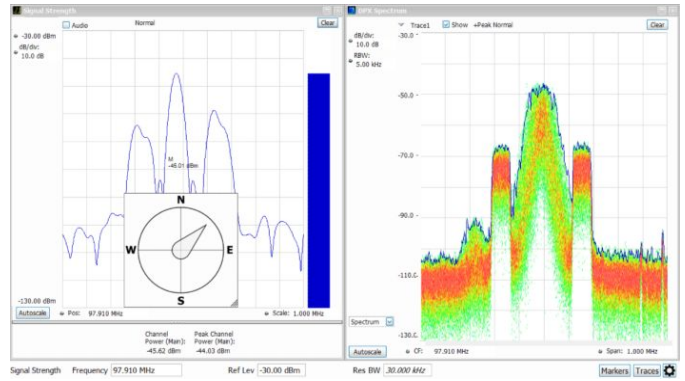 Signal Strength
Audio
Normal
Clear
-30.00 dBm
dB/div:
10.0 dB
M
-45.01 dBm
N
W
E
S
-130.00 dBm
Autoscale
Pos: 97.910 MHz
Scale: 1.000 MHz
Channel Power (Main):
-45.62 dBm
Peak Channel Power (Main):
-44.03 dBm
DPX Spectrum
Trace1
Show
+Peak Normal
Clear
dB/div:
10.0 dB
RBW:
5.00 kHz
-30.0
-50.0
-70.0
-90.0
-110.0
-130.0
Spectrum
Autoscale
CF: 97.910 MHz
Span: 1.000 MHz
Signal Strength
Frequency 97.910 MHz
Ref Lev -30.00 dBm
Res BW 30.000 kHz
Markers
Traces